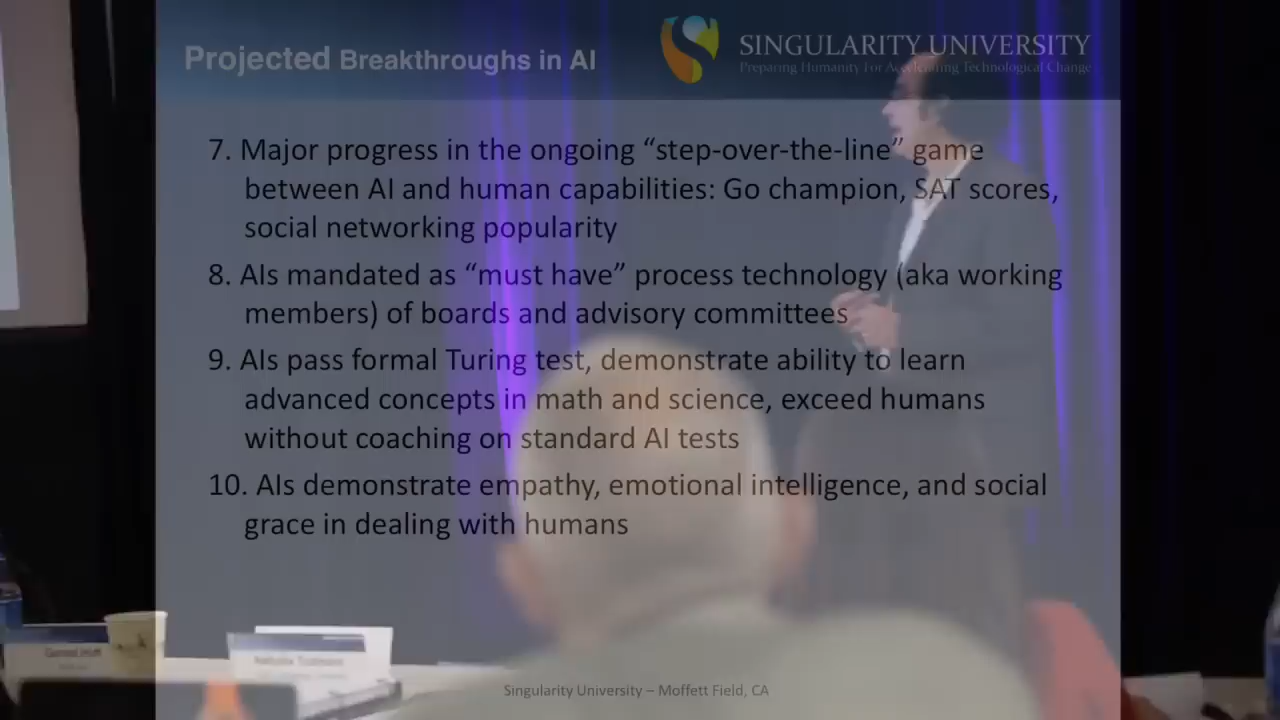 Projected Breakthroughs in AI
SINGULARITY UNIVERSITY
Preparing Humanity For Accelerating Technological Change
7. Major progress in the ongoing “step-over-the-line” game
between AI and human capabilities: Go champion, SAT scores,
social networking popularity
8. AIs mandated as “must have” process technology (aka working
members) of boards and advisory committees
9. AIs pass formal Turing test, demonstrate ability to learn
advanced concepts in math and science, exceed humans
without coaching on standard AI tests
10. AIs demonstrate empathy, emotional intelligence, and social
grace in dealing with humans
Singularity University – Moffett Field, CA